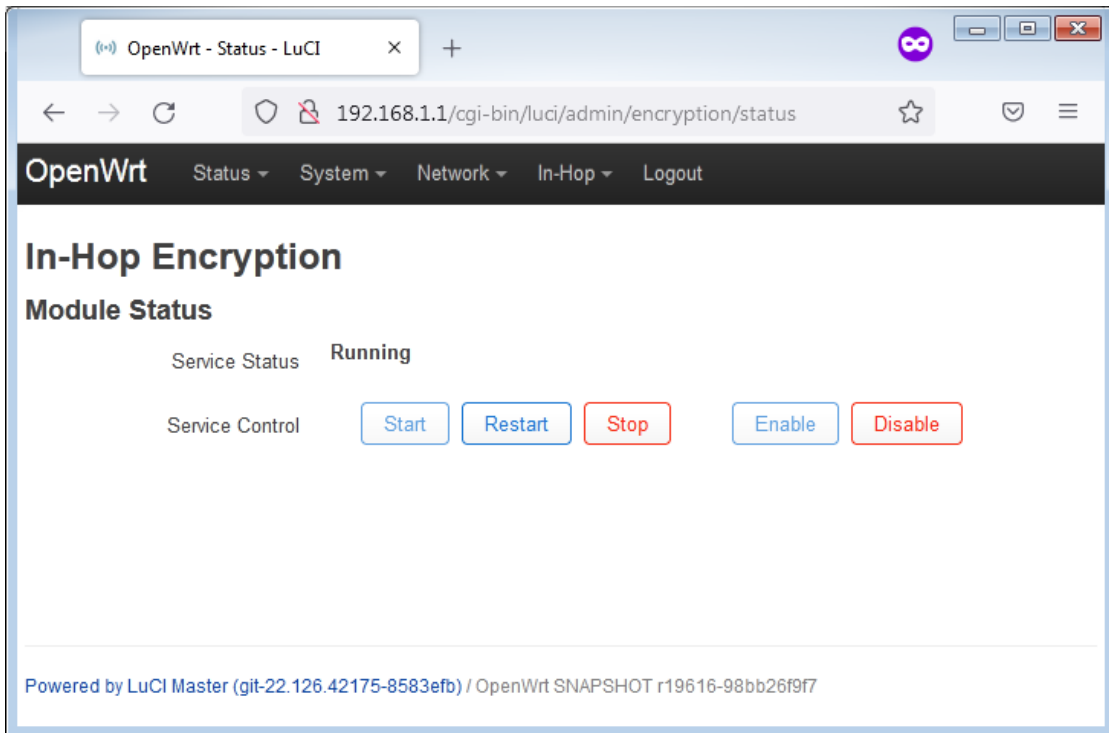 OpenWrt - Status - LuCI
192.168.1.1/cgi-bin/luci/admin/encryption/status
OpenWrt Status System Network In-Hop Logout
In-Hop Encryption
Module Status
Service Status Running
Service Control Start Restart Stop Enable Disable
Powered by LuCI Master (git-22.126.42175-8583efb) / OpenWrt SNAPSHOT r19616-98bb26f9f7